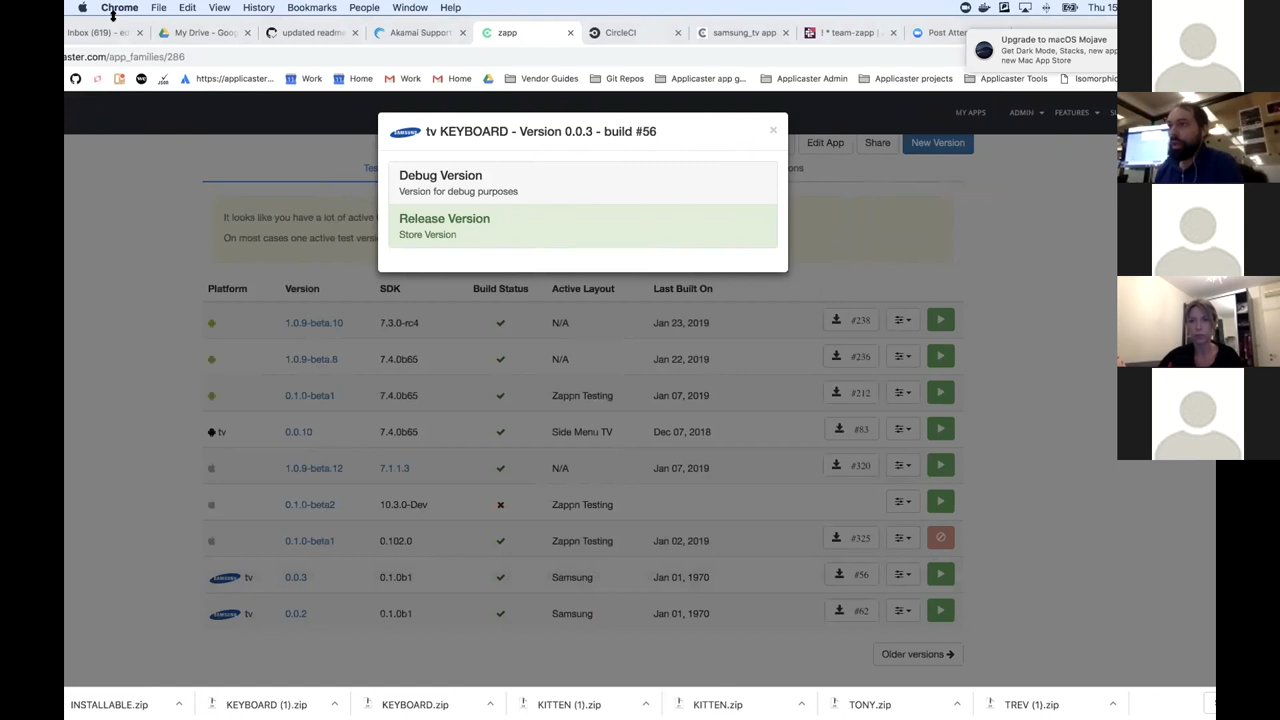 Chrome File Edit View History Bookmarks People Window Help Thu 15
Inbox (619) - e My Drive - Goog updated readme Akamai Support zapp CircleCI samsung_tv app ! * team-zapp Post Atten
Upgrade to macOS Mojave
Get Dark Mode, Stacks, new app
new Mac App Store
caster.com/app_families/286
https://applicaster... Work Home Work Home Vendor Guides Git Repos Applicaster app g... Applicaster Admin Applicaster projects Applicaster Tools Isomorphic
MY APPS ADMIN FEATURES SU
SAMSUNG tv KEYBOARD - Version 0.0.3 - build #56 ×
Edit App Share New Version
Debug Version
Version for debug purposes
Release Version
Store Version
Tes ons
It looks like you have a lot of active
On most cases one active test versi
Platform Version SDK Build Status Active Layout Last Built On
1.0.9-beta.10 7.3.0-rc4 N/A Jan 23, 2019 #238
1.0.9-beta.8 7.4.0b65 N/A Jan 22, 2019 #236
0.1.0-beta1 7.4.0b65 Zappn Testing Jan 07, 2019 #212
tv 0.0.10 7.4.0b65 Side Menu TV Dec 07, 2018 #83
1.0.9-beta.12 7.1.1.3 N/A Jan 07, 2019 #320
0.1.0-beta2 10.3.0-Dev Zappn Testing
0.1.0-beta1 0.102.0 Zappn Testing Jan 02, 2019 #325
SAMSUNG tv 0.0.3 0.1.0b1 Samsung Jan 01, 1970 #56
SAMSUNG tv 0.0.2 0.1.0b1 Samsung Jan 01, 1970 #62
Older versions
INSTALLABLE.zip KEYBOARD (1).zip KEYBOARD.zip KITTEN (1).zip KITTEN.zip TONY.zip TREV (1).zip